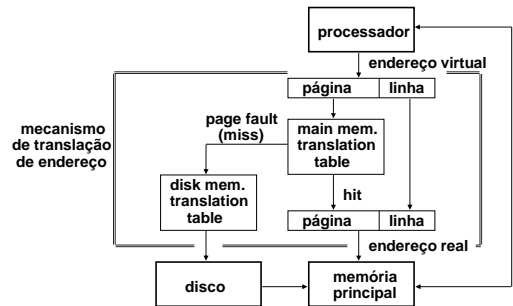 processador
endereço virtual
página
linha
mecanismo
de translação
de endereço
page fault
(miss)
main mem.
translation
table
disk mem.
translation
table
hit
página
linha
endereço real
disco
memória
principal